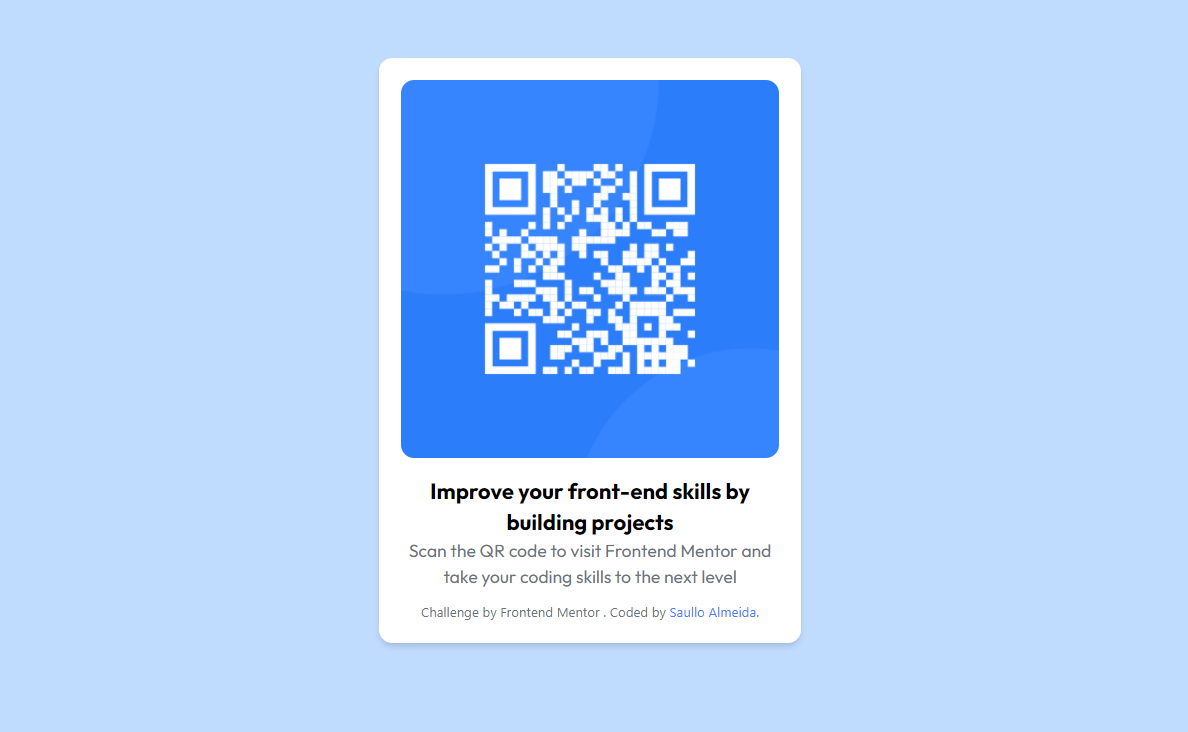 Improve your front-end skills by
building projects
Scan the QR code to visit Frontend Mentor and
take your coding skills to the next level
Challenge by Frontend Mentor . Coded by Saullo Almeida.